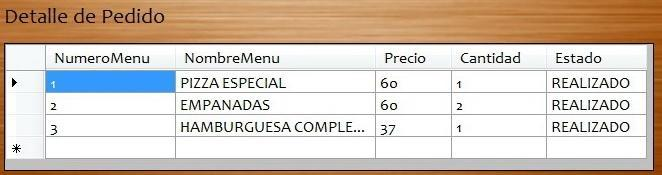 Detalle de Pedido
NumeroMenu NombreMenu Precio Cantidad Estado
1 PIZZA ESPECIAL 60 1 REALIZADO
2 EMPANADAS 60 2 REALIZADO
3 HAMBURGUESA COMPLE... 37 1 REALIZADO